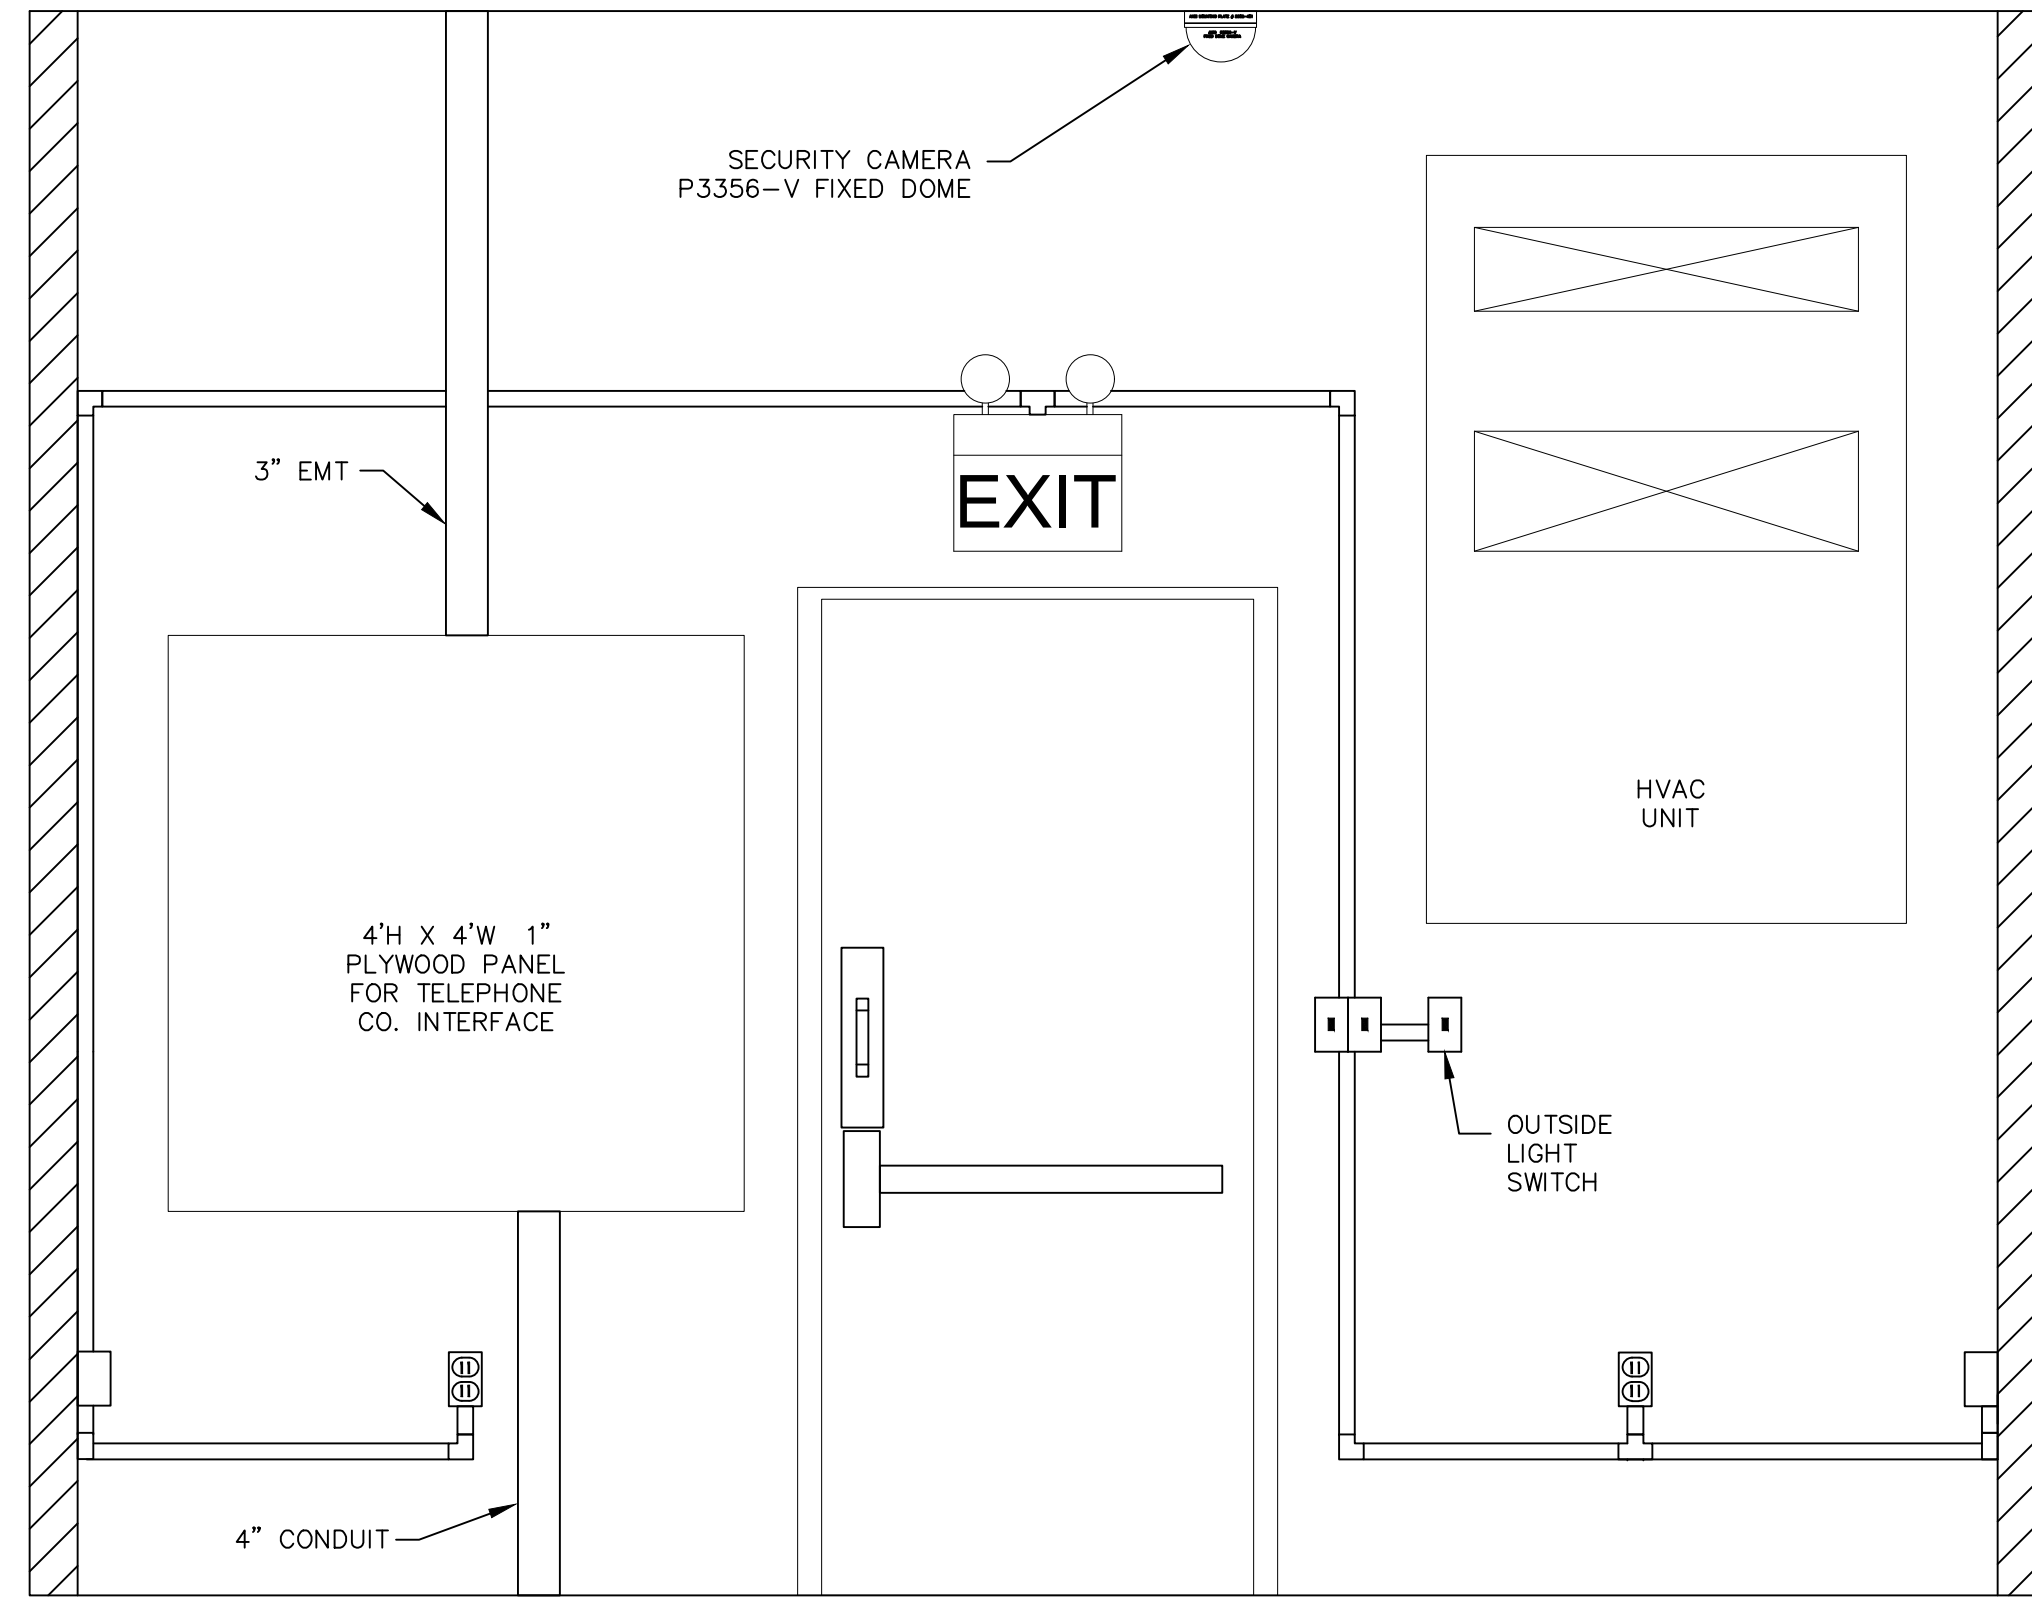 SECURITY CAMERA
P3356-V FIXED DOME
3" EMT
EXIT
HVAC
UNIT
4'H X 4'W 1"
PLYWOOD PANEL
FOR TELEPHONE
CO. INTERFACE
OUTSIDE
LIGHT
SWITCH
4" CONDUIT